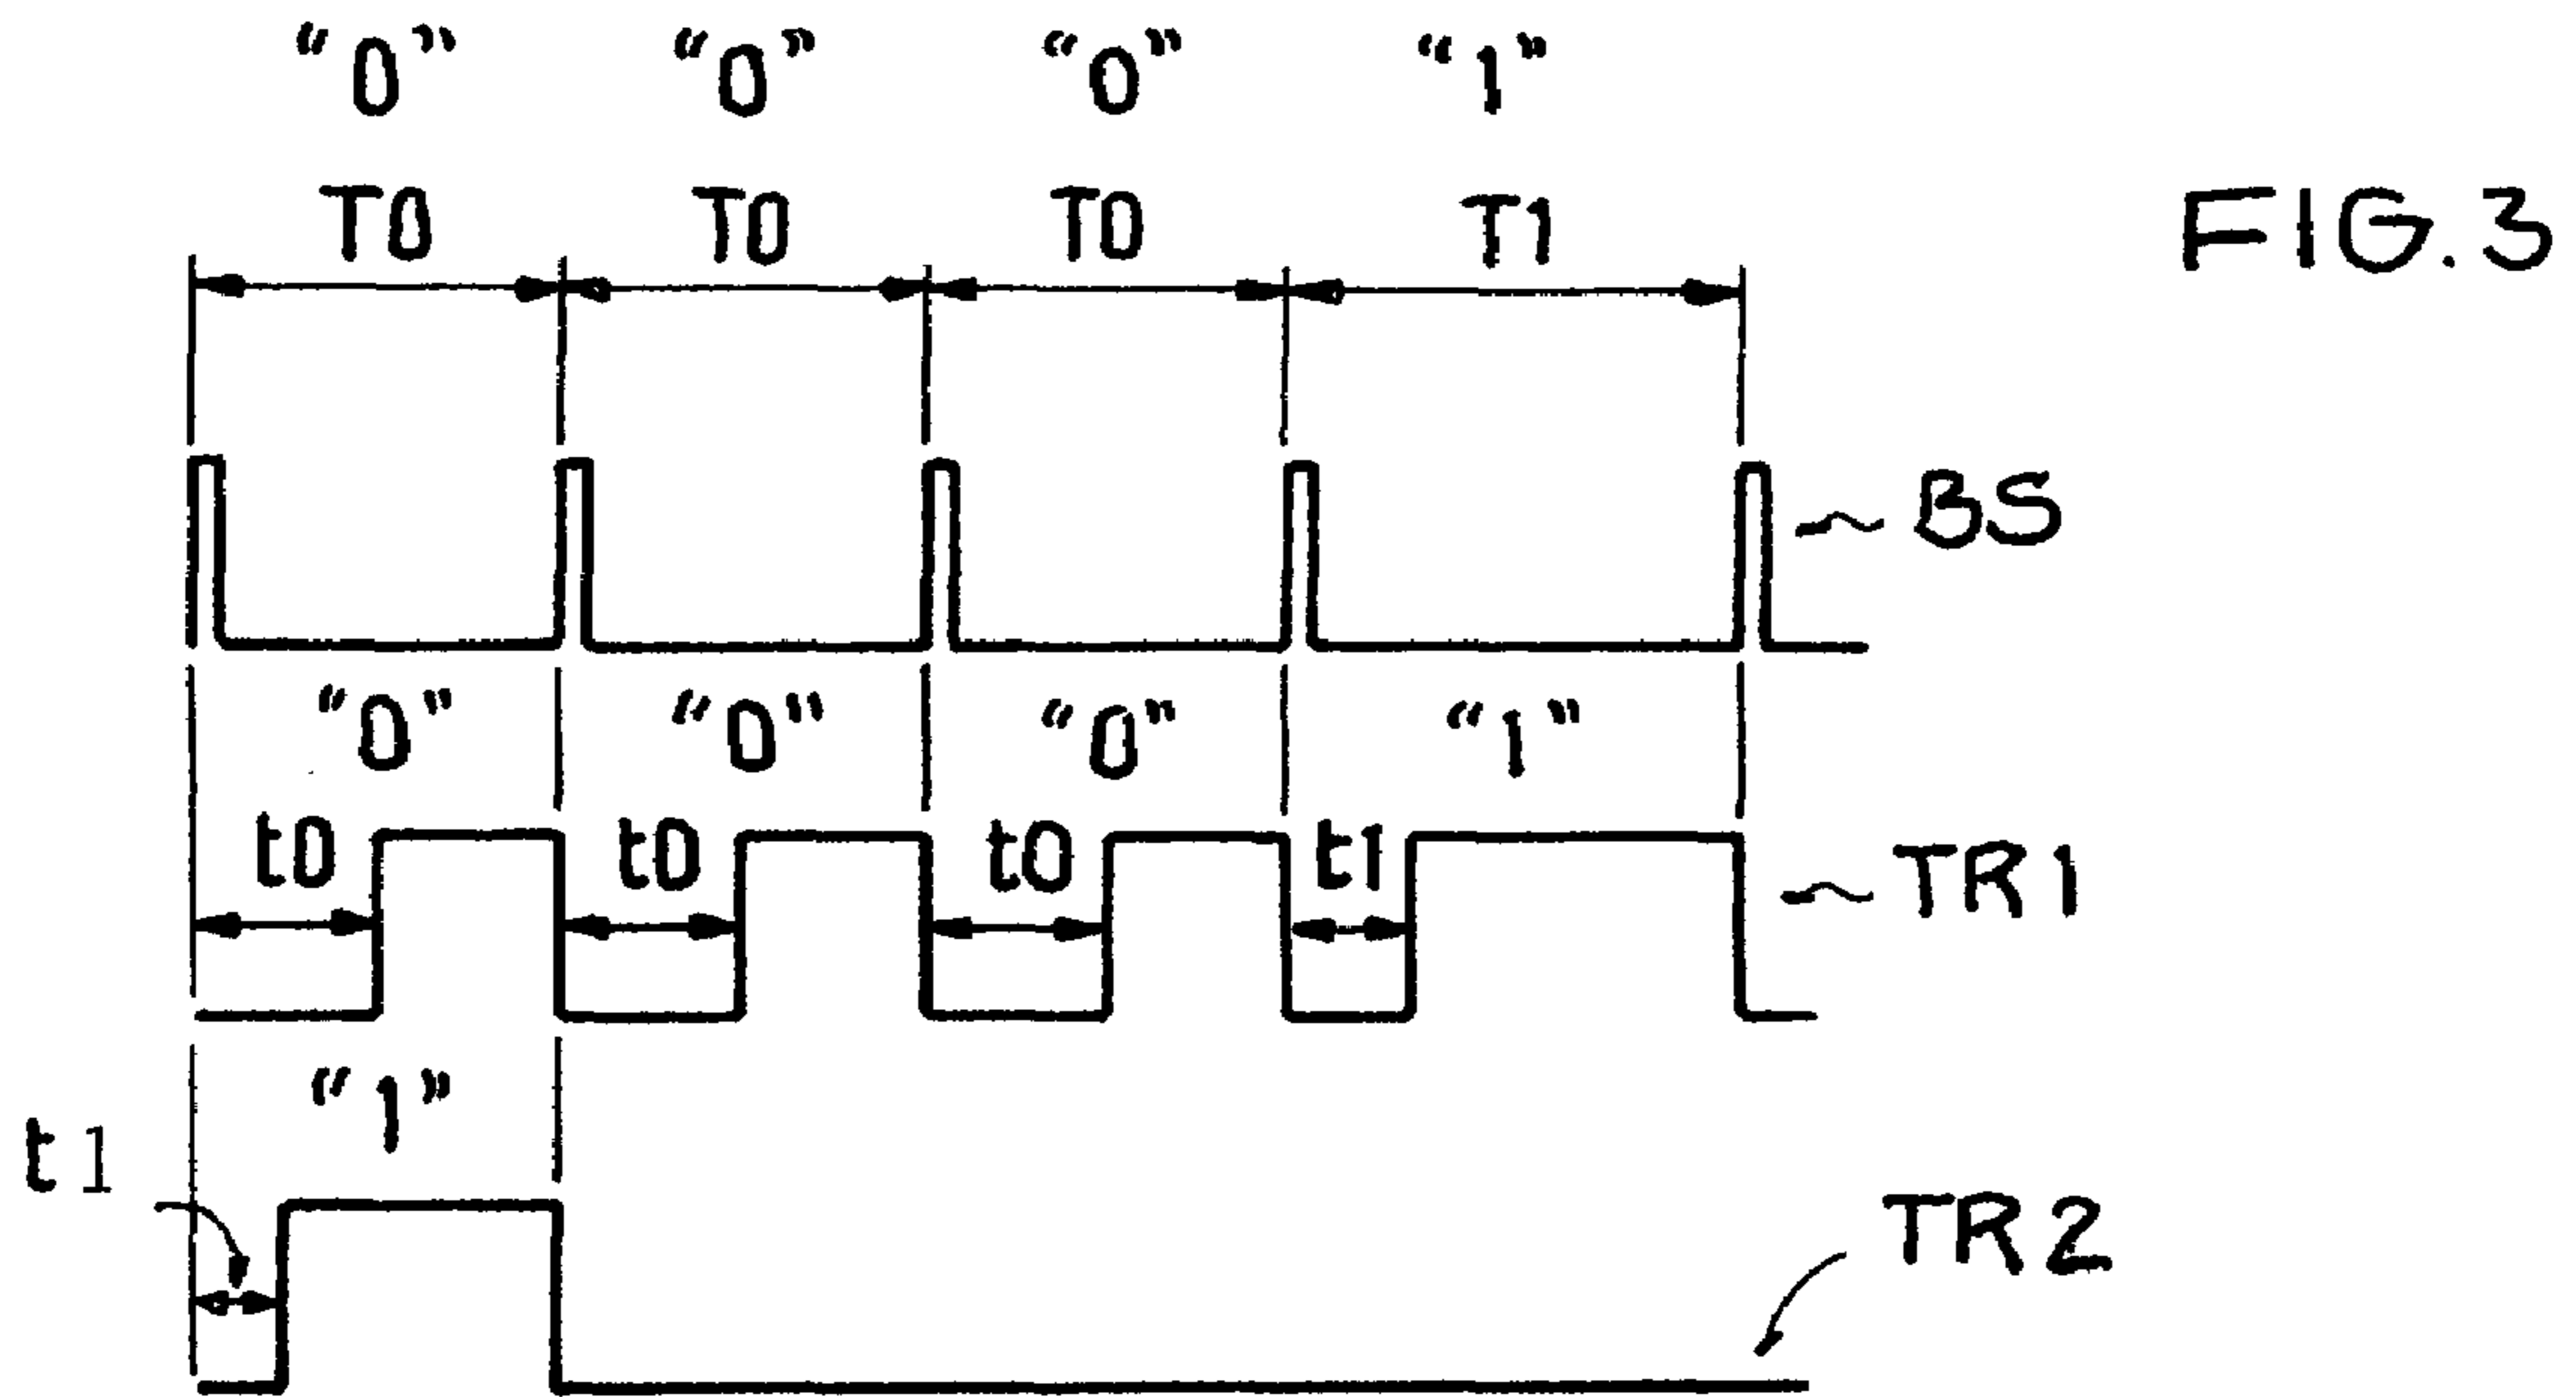 “0” “0” “0” “1”
T0 T0 T0 T1
FIG.3
BS
“0” “0” “0” “1”
t0 t0 t0 t1
TR1
“1”
t1
TR2